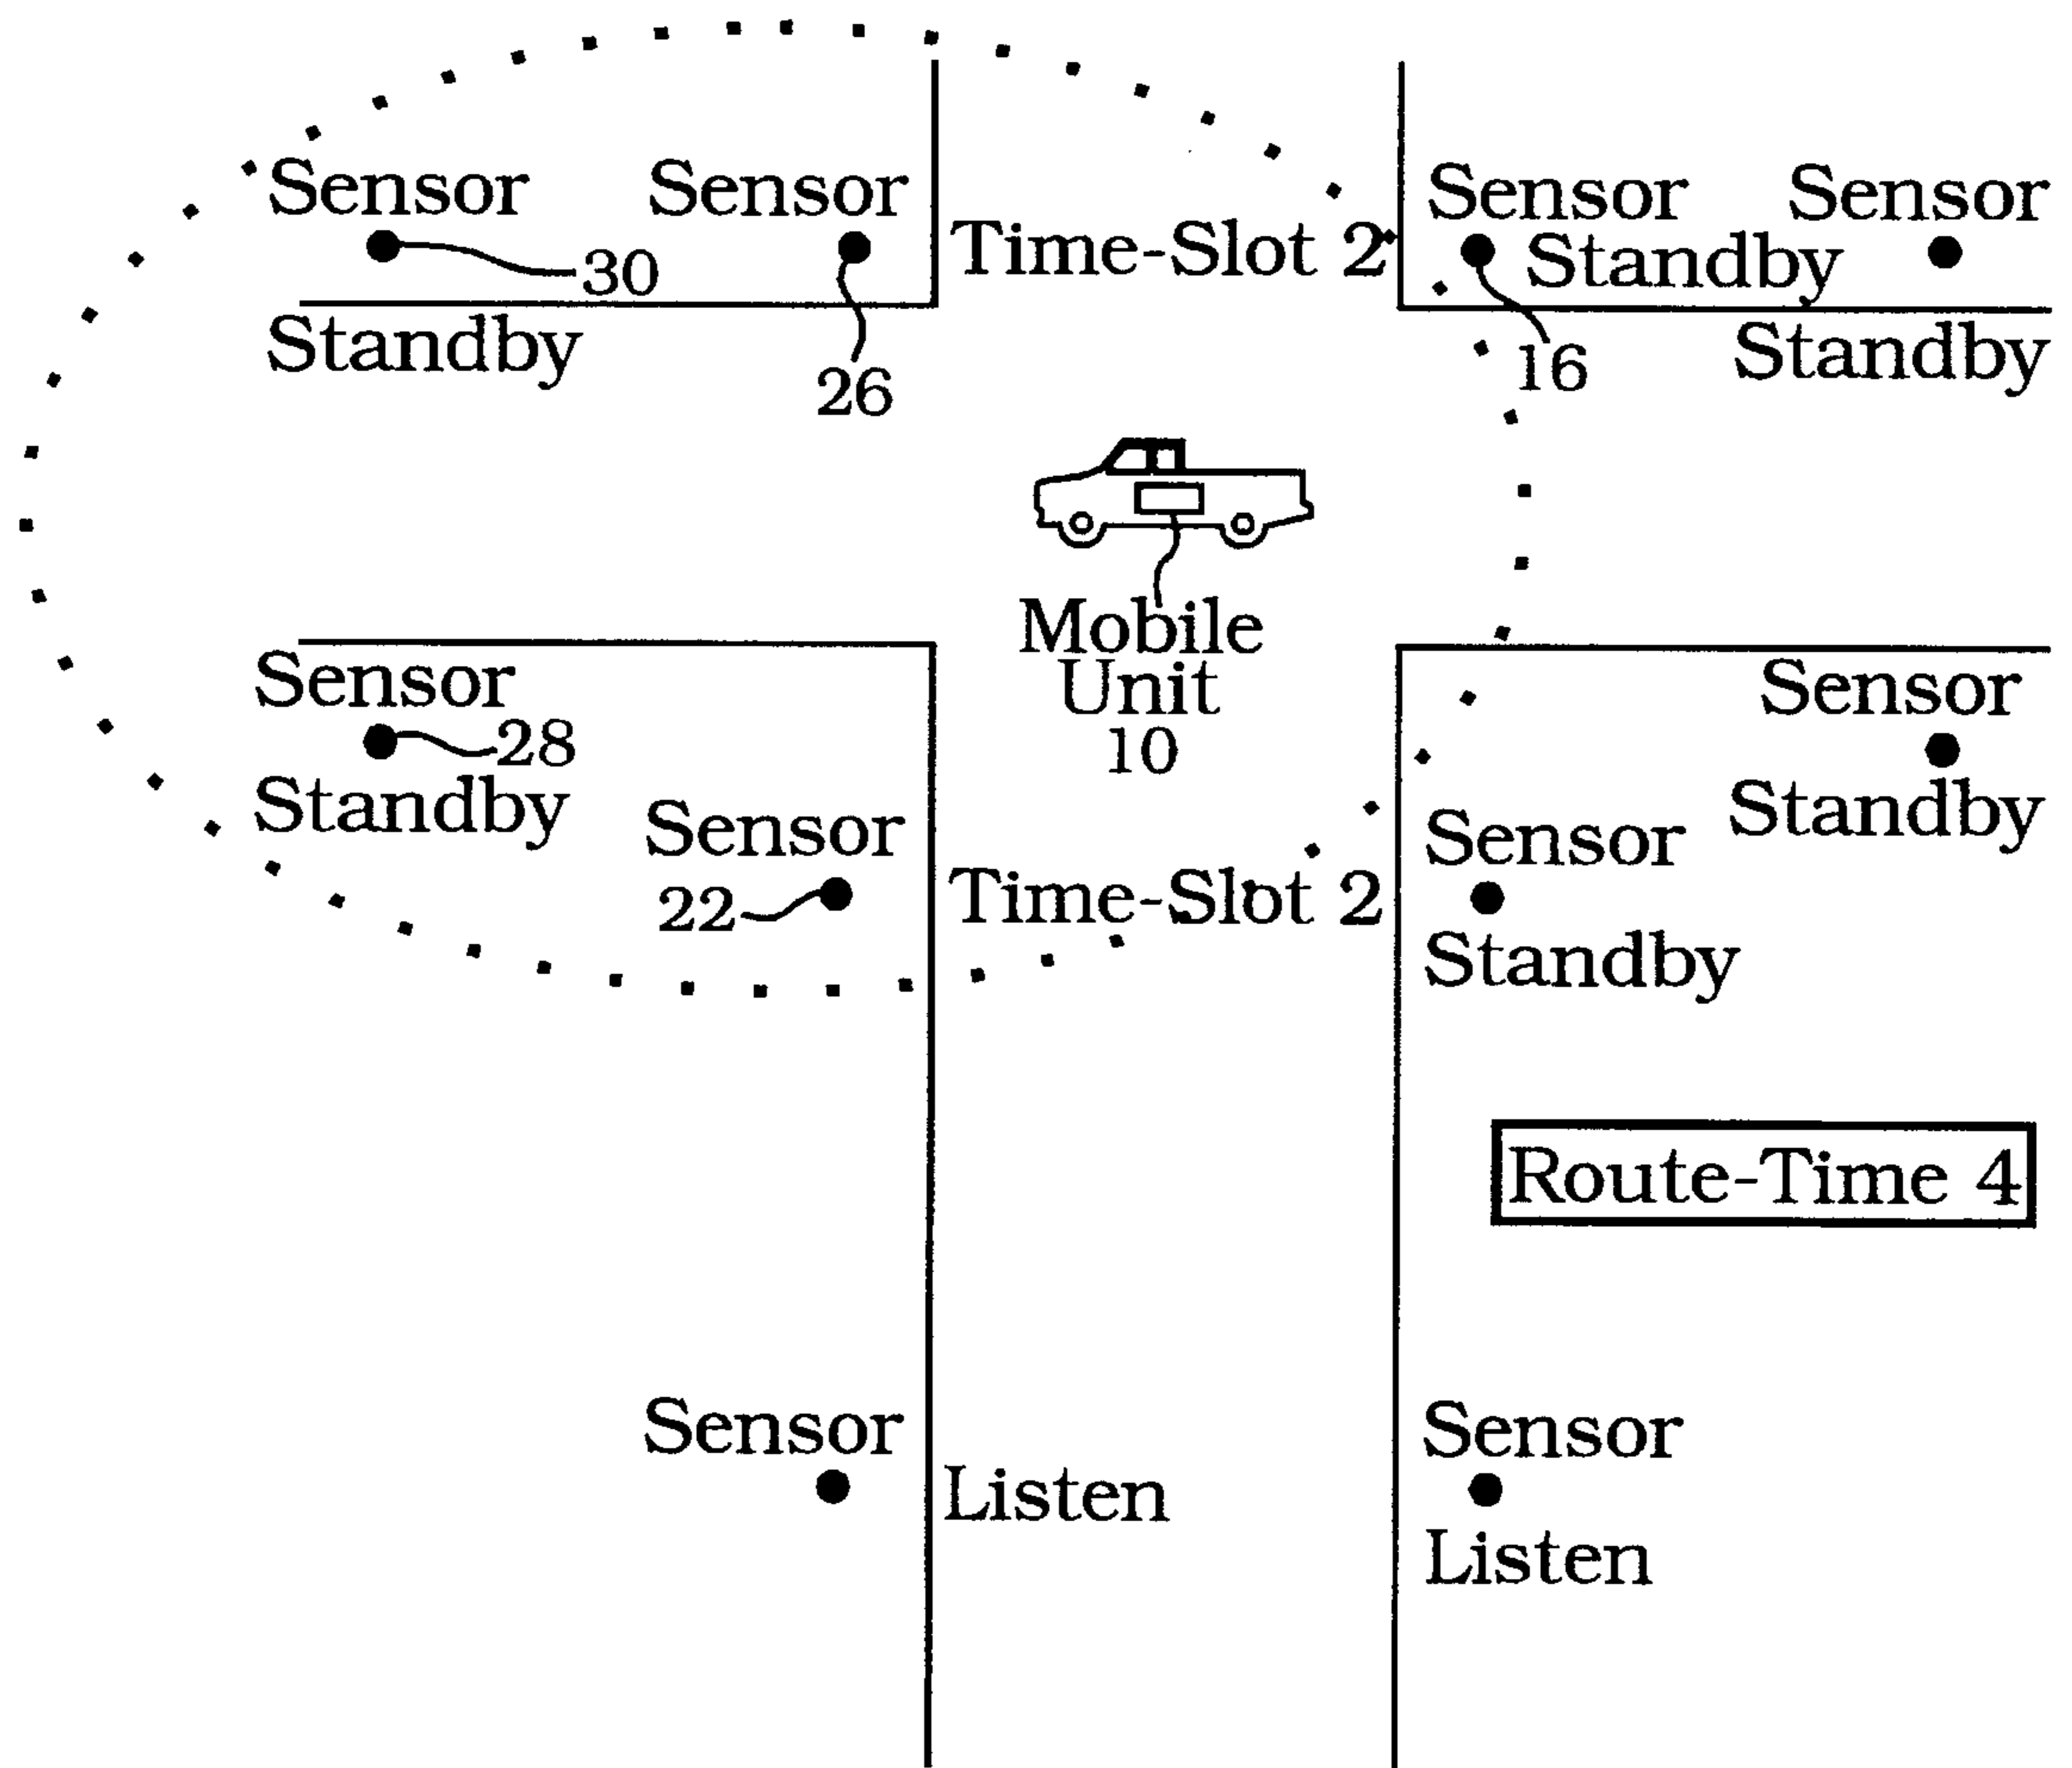 Sensor
30
Standby
Sensor
26
Time-Slot 2
Sensor
Standby
16
Sensor
Standby
Mobile
Unit
10
Sensor
28
Standby
Sensor
22
Time-Slot 2
Sensor
Standby
Sensor
Standby
Route-Time 4
Sensor
Listen
Sensor
Listen